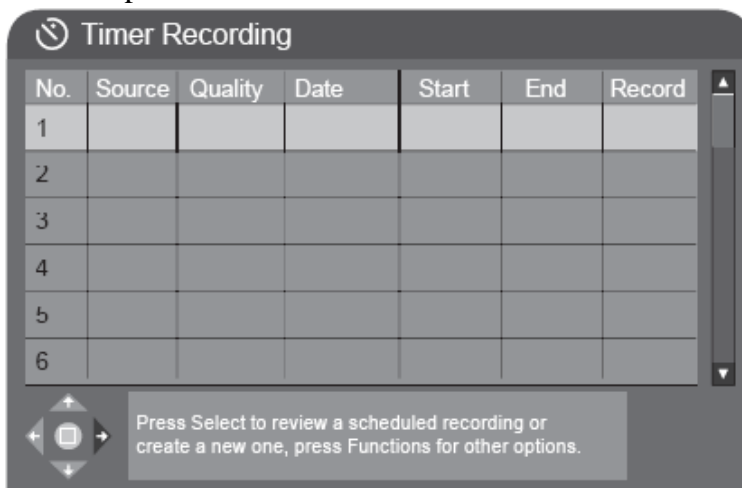 Timer Recording
No. Source Quality Date Start End Record
1
2
3
4
5
6
Press Select to review a scheduled recording or
create a new one, press Functions for other options.